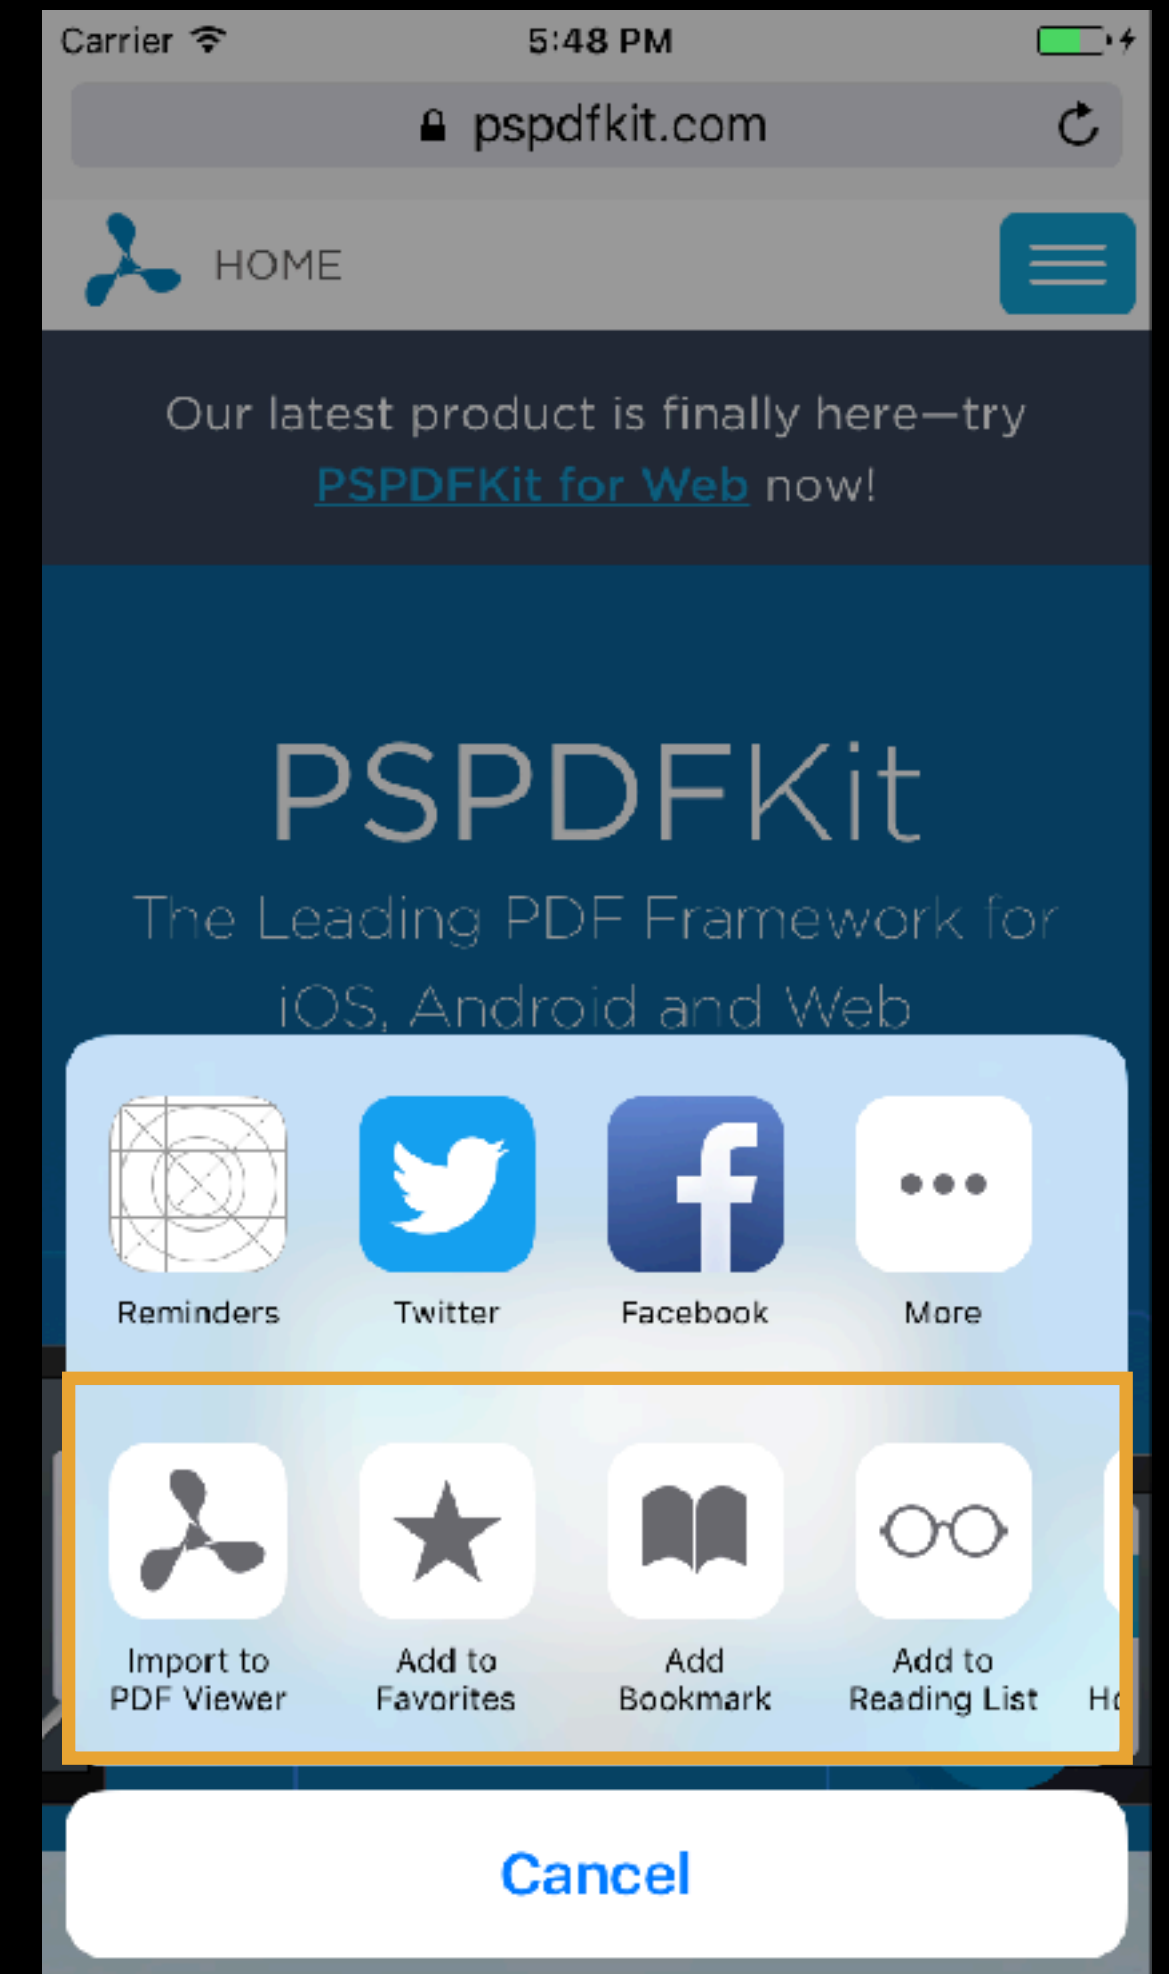 Carrier 5:48 PM
pspdfkit.com
HOME
Our latest product is finally here—try
PSPDFKit for Web now!
PSPDFKit
The Leading PDF Framework for
iOS, Android and Web
Reminders Twitter Facebook More
Import to Add to Add Add to
PDF Viewer Favorites Bookmark Reading List
Cancel